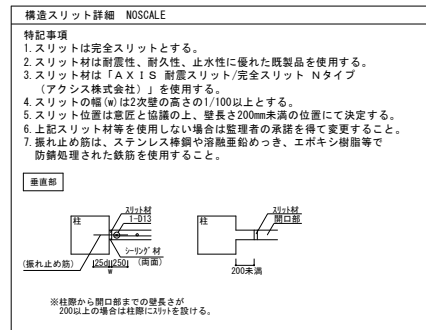 構造スリット詳細 NOSCALE
特記事項
1. スリットは完全スリットとする。
2. スリット材は耐震性、耐久性、止水性に優れた既製品を使用する。
3. スリット材は「ＡＸＩＳ 耐震スリット/完全スリット Nタイプ
（アクシス株式会社）」を使用する。
4. スリットの幅(w)は2次壁の高さの1/100以上とする。
5. スリット位置は意匠と協議の上、壁長さ200mm未満の位置にて決定する。
6. 上記スリット材等を使用しない場合は監理者の承諾を得て変更すること。
7. 振れ止め筋は、ステンレス棒鋼や溶融亜鉛めっき、エポキシ樹脂等で
防錆処理された鉄筋を使用すること。
垂直部
柱
スリット材
1-D13
シーリング材
(両面)
(振れ止め筋)
25d
250
w
柱
スリット材
開口部
200未満
※柱際から開口部までの壁長さが
200以上の場合は柱際にスリットを設ける。